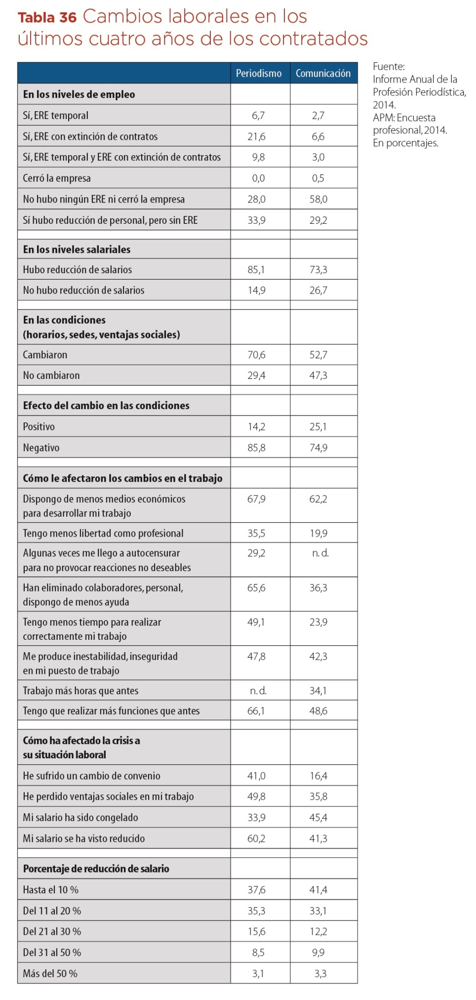 Tabla 36 Cambios laborales en los
últimos cuatro años de los contratados
Periodismo Comunicación
En los niveles de empleo
Sí, ERE temporal 6,7 2,7
Sí, ERE con extinción de contratos 21,6 6,6
Sí, ERE temporal y ERE con extinción de contratos 9,8 3,0
Cerró la empresa 0,0 0,5
No hubo ningún ERE ni cerró la empresa 28,0 58,0
Sí hubo reducción de personal, pero sin ERE 33,9 29,2
En los niveles salariales
Hubo reducción de salarios 85,1 73,3
No hubo reducción de salarios 14,9 26,7
En las condiciones
(horarios, sedes, ventajas sociales)
Cambiaron 70,6 52,7
No cambiaron 29,4 47,3
Efecto del cambio en las condiciones
Positivo 14,2 25,1
Negativo 85,8 74,9
Cómo le afectaron los cambios en el trabajo
Dispongo de menos medios económicos 67,9 62,2
para desarrollar mi trabajo
Tengo menos libertad como profesional 35,5 19,9
Algunas veces me llego a autocensurar 29,2 n. d.
para no provocar reacciones no deseables
Han eliminado colaboradores, personal, 65,6 36,3
dispongo de menos ayuda
Tengo menos tiempo para realizar 49,1 23,9
correctamente mi trabajo
Me produce inestabilidad, inseguridad 47,8 42,3
en mi puesto de trabajo
Trabajo más horas que antes n. d. 34,1
Tengo que realizar más funciones que antes 66,1 48,6
Cómo ha afectado la crisis a
su situación laboral
He sufrido un cambio de convenio 41,0 16,4
He perdido ventajas sociales en mi trabajo 49,8 35,8
Mi salario ha sido congelado 33,9 45,4
Mi salario se ha visto reducido 60,2 41,3
Porcentaje de reducción de salario
Hasta el 10 % 37,6 41,4
Del 11 al 20 % 35,3 33,1
Del 21 al 30 % 15,6 12,2
Del 31 al 50 % 8,5 9,9
Más del 50 % 3,1 3,3
Fuente:
Informe Anual de la
Profesión Periodística,
2014.
APM: Encuesta
profesional, 2014.
En porcentajes.